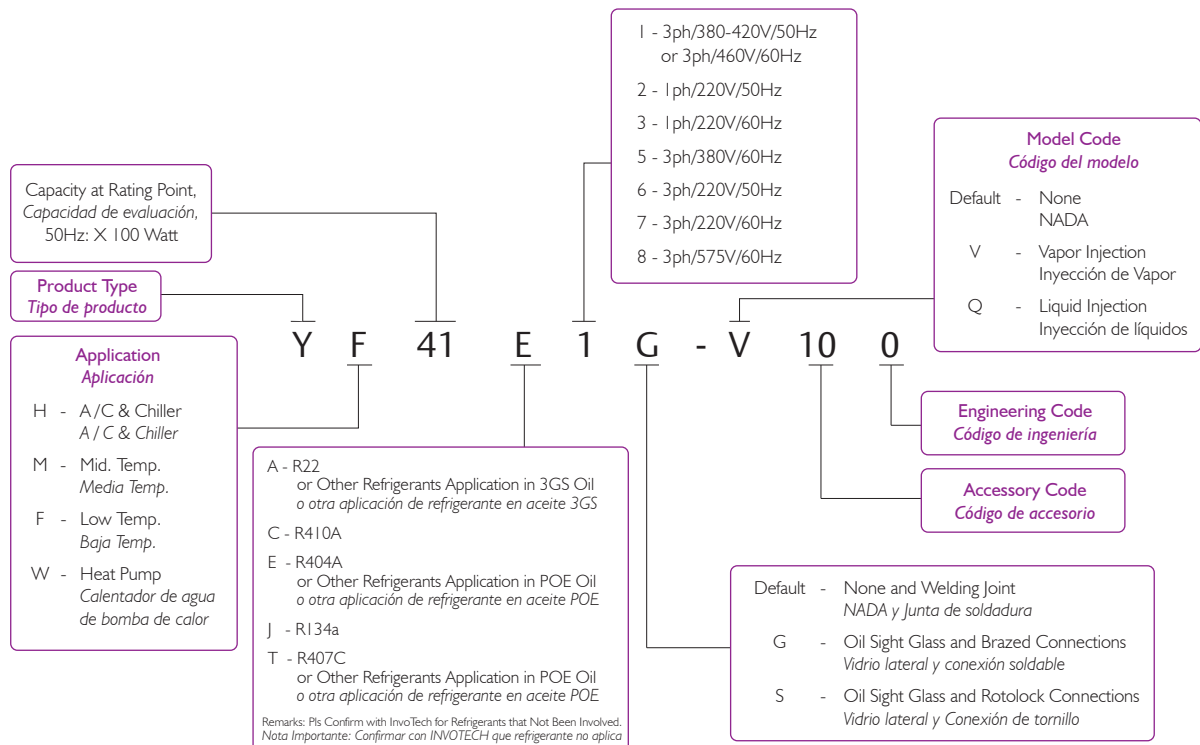 1 - 3ph/380-420V/50Hz
or 3ph/460V/60Hz
2 - 1ph/220V/50Hz
3 - 1ph/220V/60Hz
5 - 3ph/380V/60Hz
6 - 3ph/220V/50Hz
7 - 3ph/220V/60Hz
8 - 3ph/575V/60Hz
Model Code
Código del modelo
Default - None
NADA
V - Vapor Injection
Inyección de Vapor
Q - Liquid Injection
Inyección de líquidos
Capacity at Rating Point,
Capacidad de evaluación,
50Hz: X 100 Watt
Product Type
Tipo de producto
Y F 41 E 1 G - V 10 0
Application
Aplicación
H - A/C & Chiller
A / C & Chiller
M - Mid. Temp.
Media Temp.
F - Low Temp.
Baja Temp.
W - Heat Pump
Calentador de agua
de bomba de calor
A - R22
or Other Refrigerants Application in 3GS Oil
o otra aplicación de refrigerante en aceite 3GS
C - R410A
E - R404A
or Other Refrigerants Application in POE Oil
o otra aplicación de refrigerante en aceite POE
J - R134a
T - R407C
or Other Refrigerants Application in POE Oil
o otra aplicación de refrigerante en aceite POE
Remarks: Pls Confirm with InvoTech for Refrigerants that Not Been Involved.
Nota Importante: Confirmar con INVOTECH que refrigerante no aplica
Engineering Code
Código de ingeniería
Accessory Code
Código de accesorio
Default - None and Welding Joint
NADA y Junta de soldadura
G - Oil Sight Glass and Brazed Connections
Vidrio lateral y conexión soldable
S - Oil Sight Glass and Rotolock Connections
Vidrio lateral y Conexión de tornillo